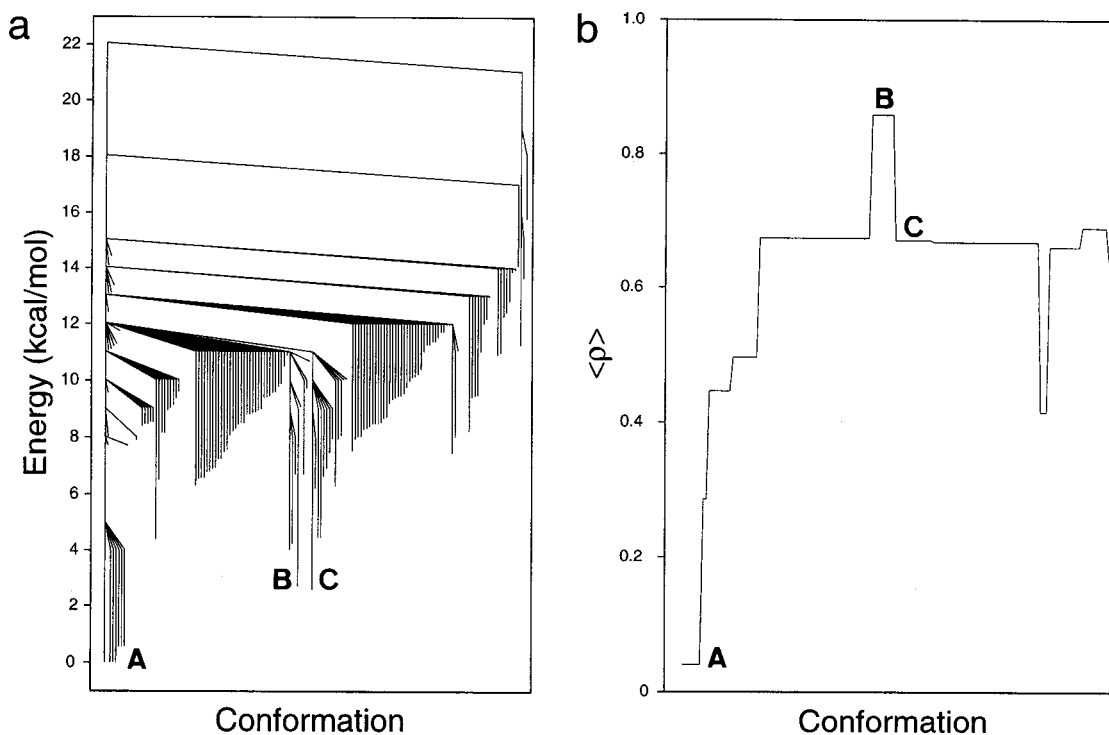 a
Energy (kcal/mol)
22
20
18
16
14
12
10
8
6
4
2
0
A
B
C
Conformation
b
<ρ>
1.0
0.8
0.6
0.4
0.2
0
A
B
C
Conformation